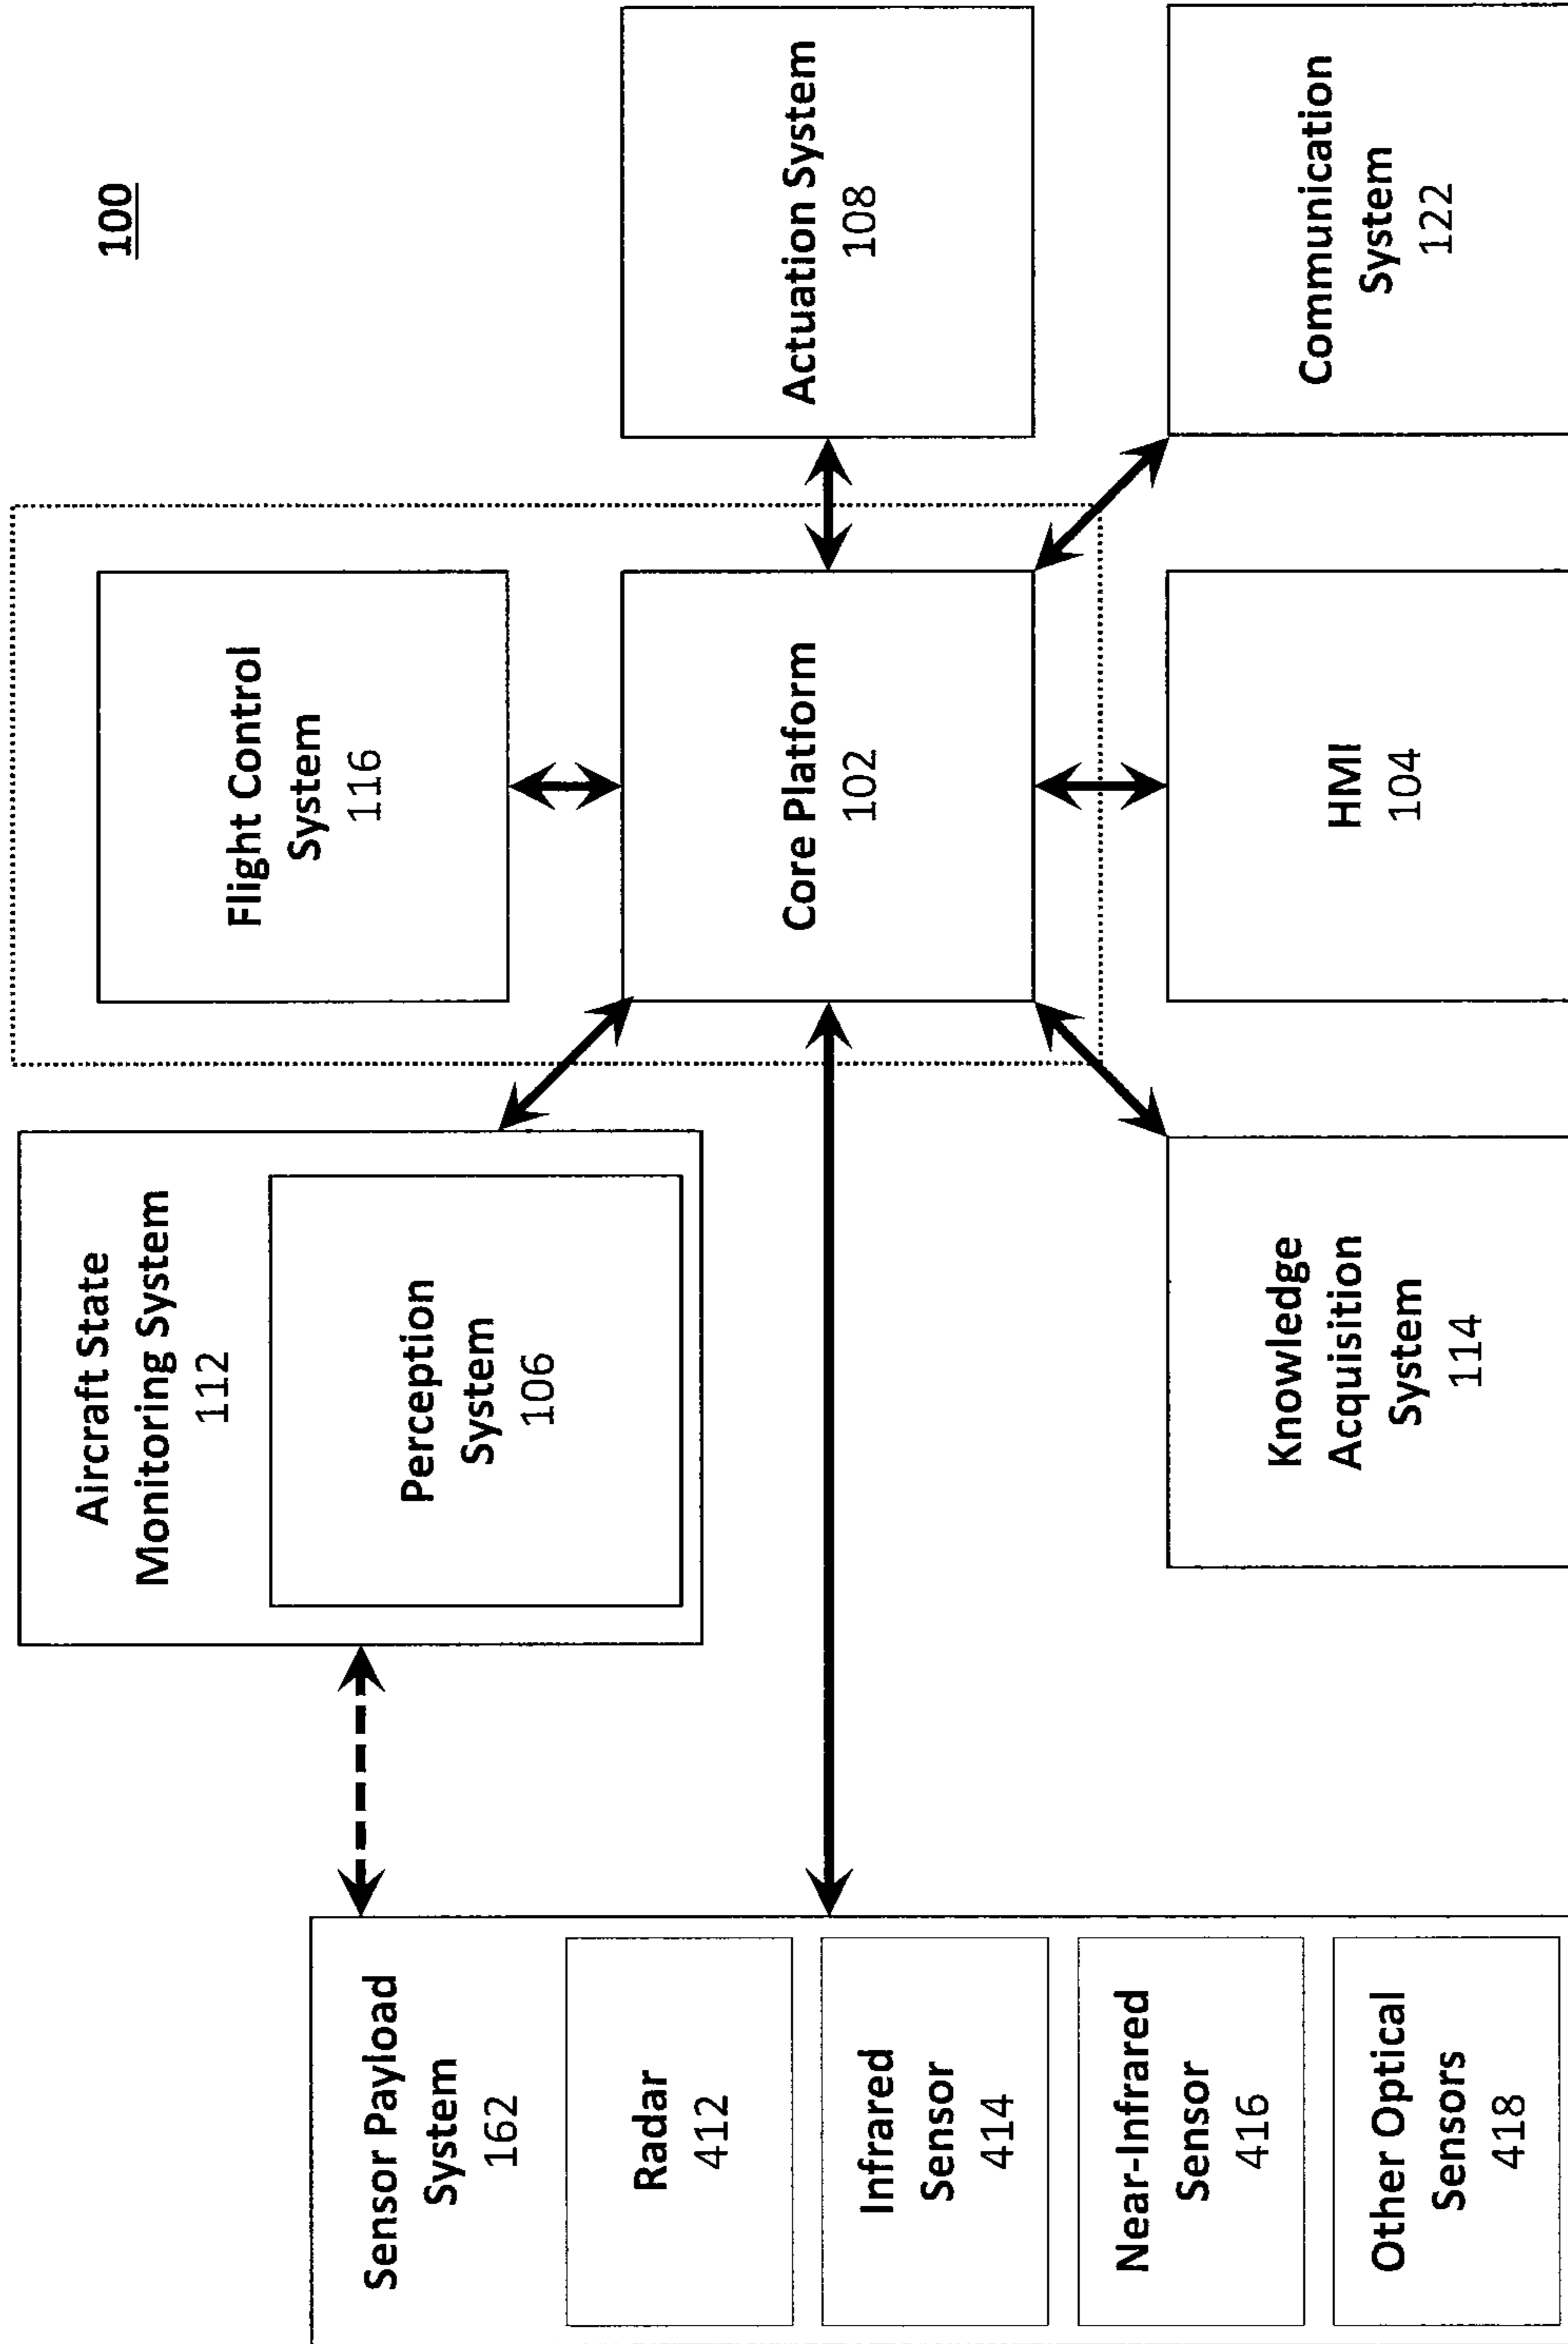 100
Aircraft State
Monitoring System
112
Perception
System
106
Flight Control
System
116
Sensor Payload
System
162
Radar
412
Infrared
Sensor
414
Near-Infrared
Sensor
416
Other Optical
Sensors
418
Core Platform
102
Actuation System
108
Knowledge
Acquisition
System
114
HMI
104
Communication
System
122